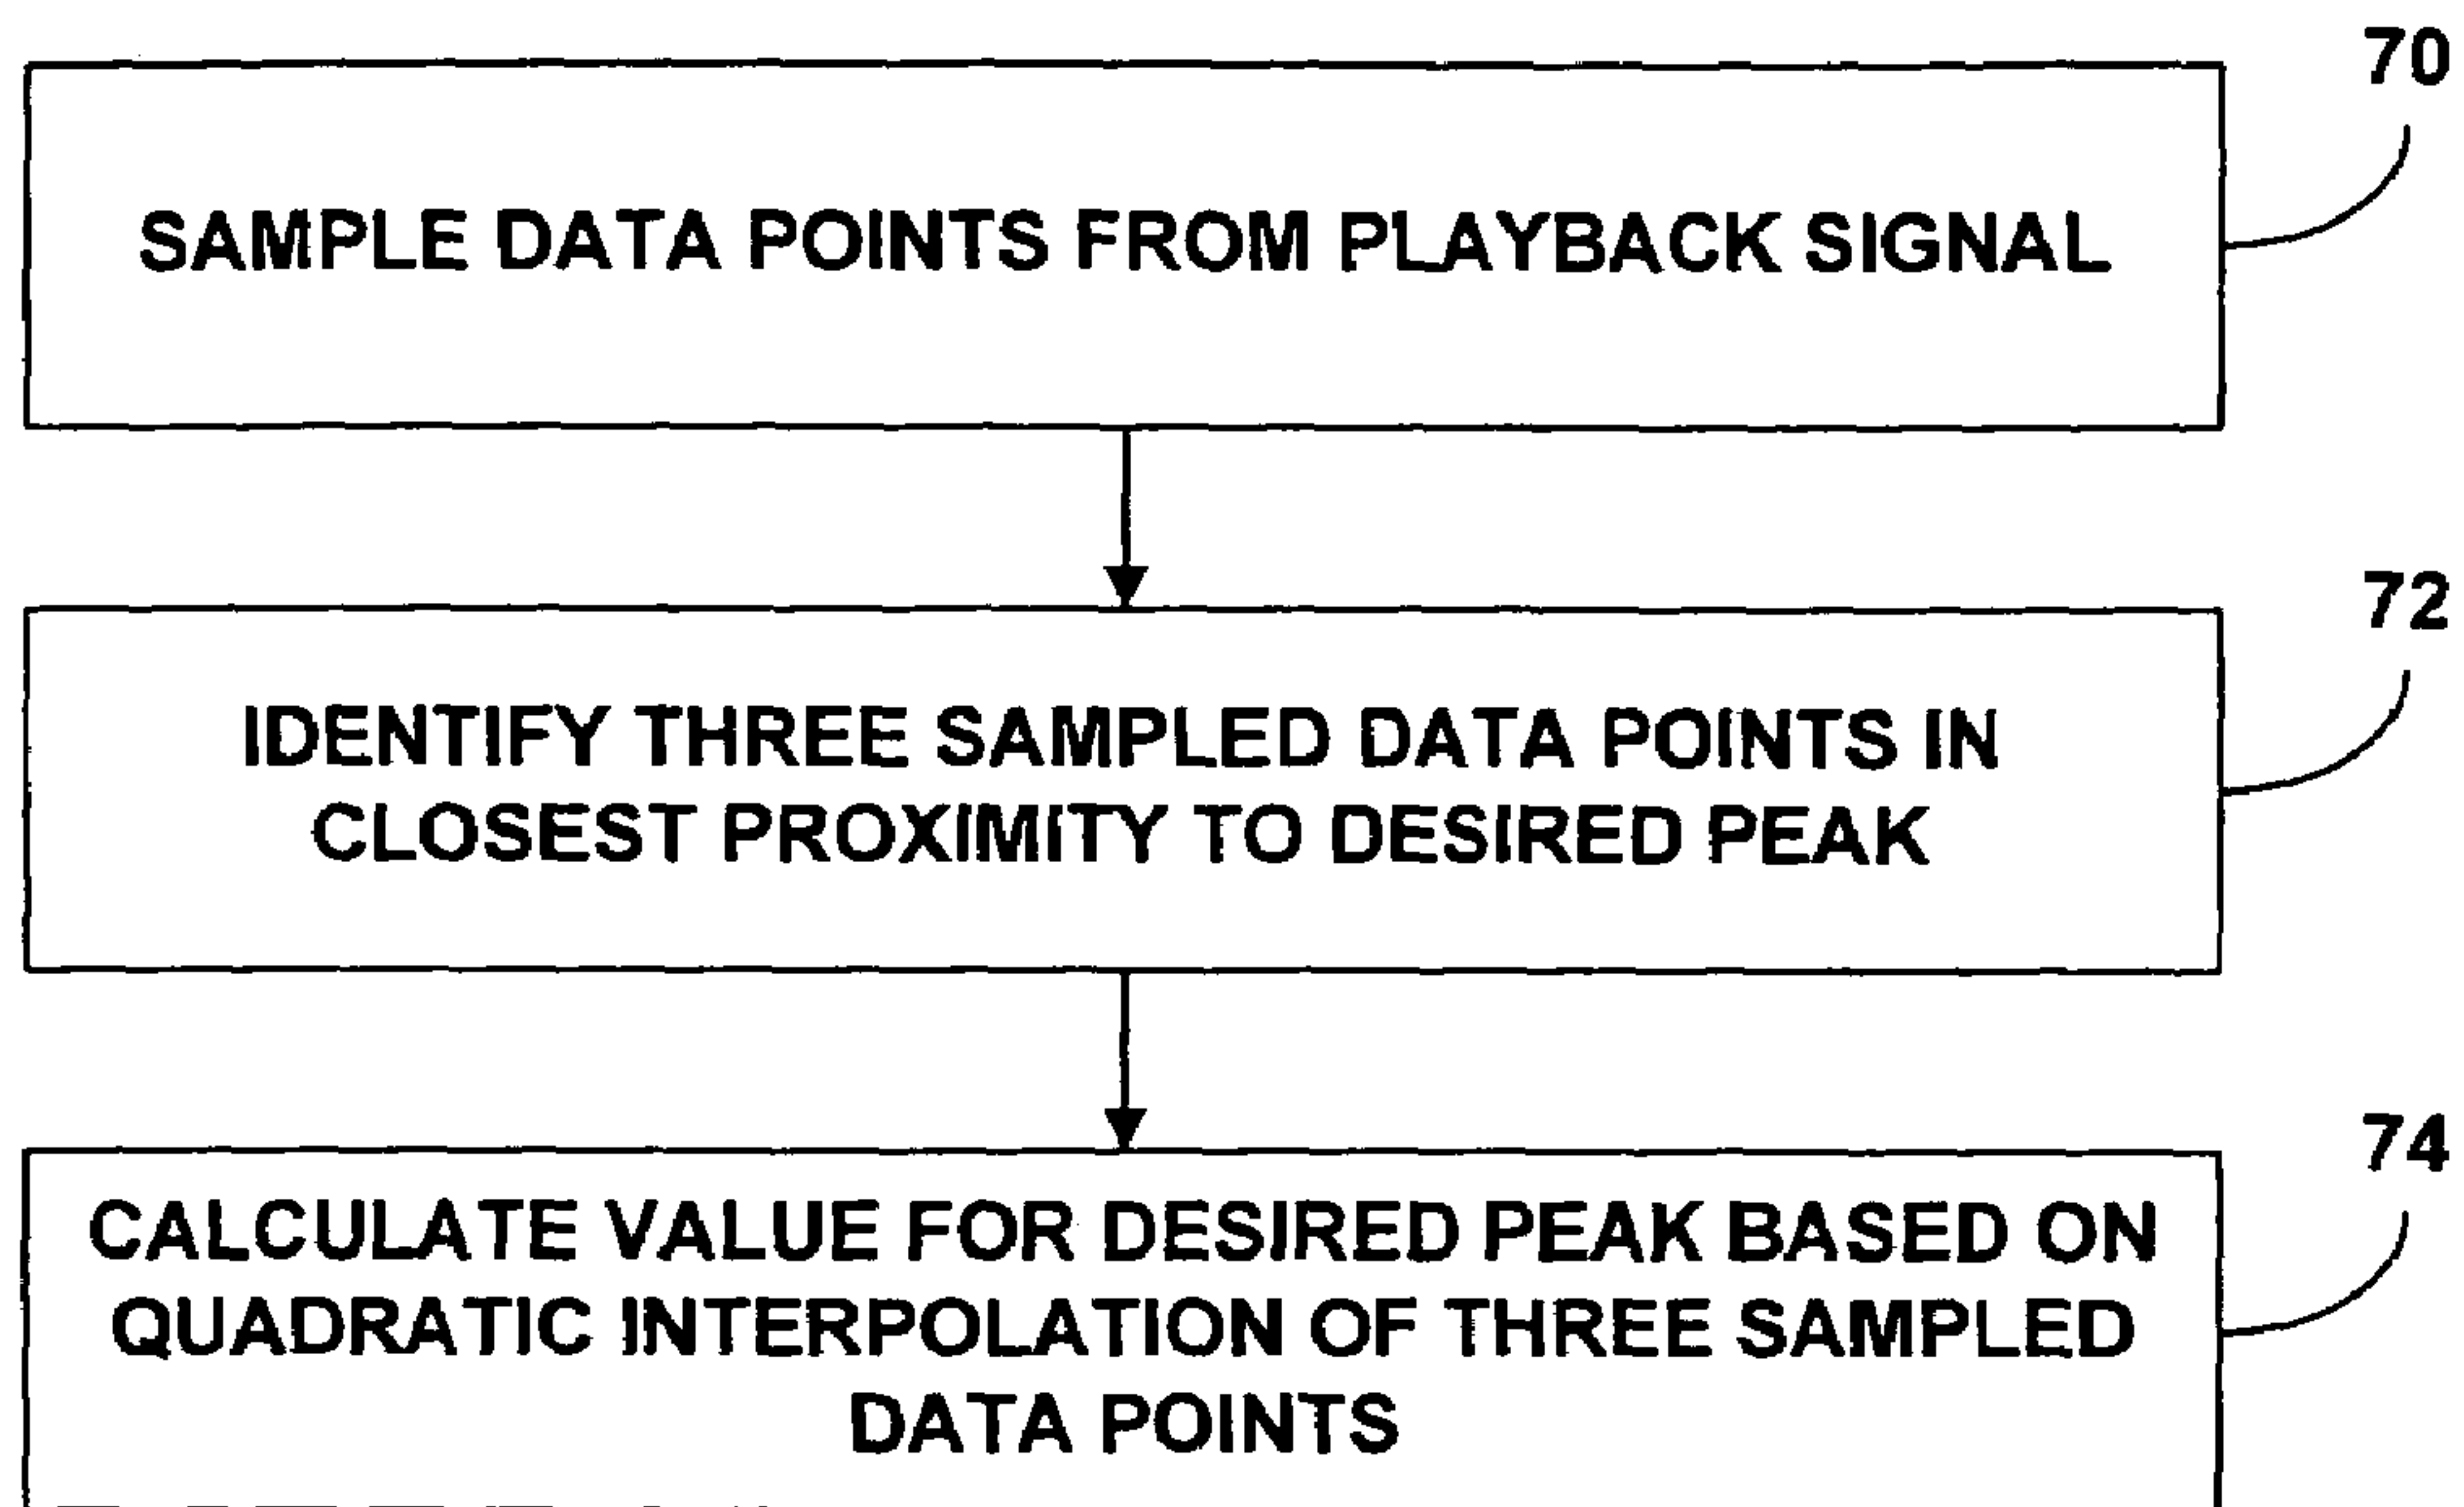 70
SAMPLE DATA POINTS FROM PLAYBACK SIGNAL
72
IDENTIFY THREE SAMPLED DATA POINTS IN
CLOSEST PROXIMITY TO DESIRED PEAK
74
CALCULATE VALUE FOR DESIRED PEAK BASED ON
QUADRATIC INTERPOLATION OF THREE SAMPLED
DATA POINTS